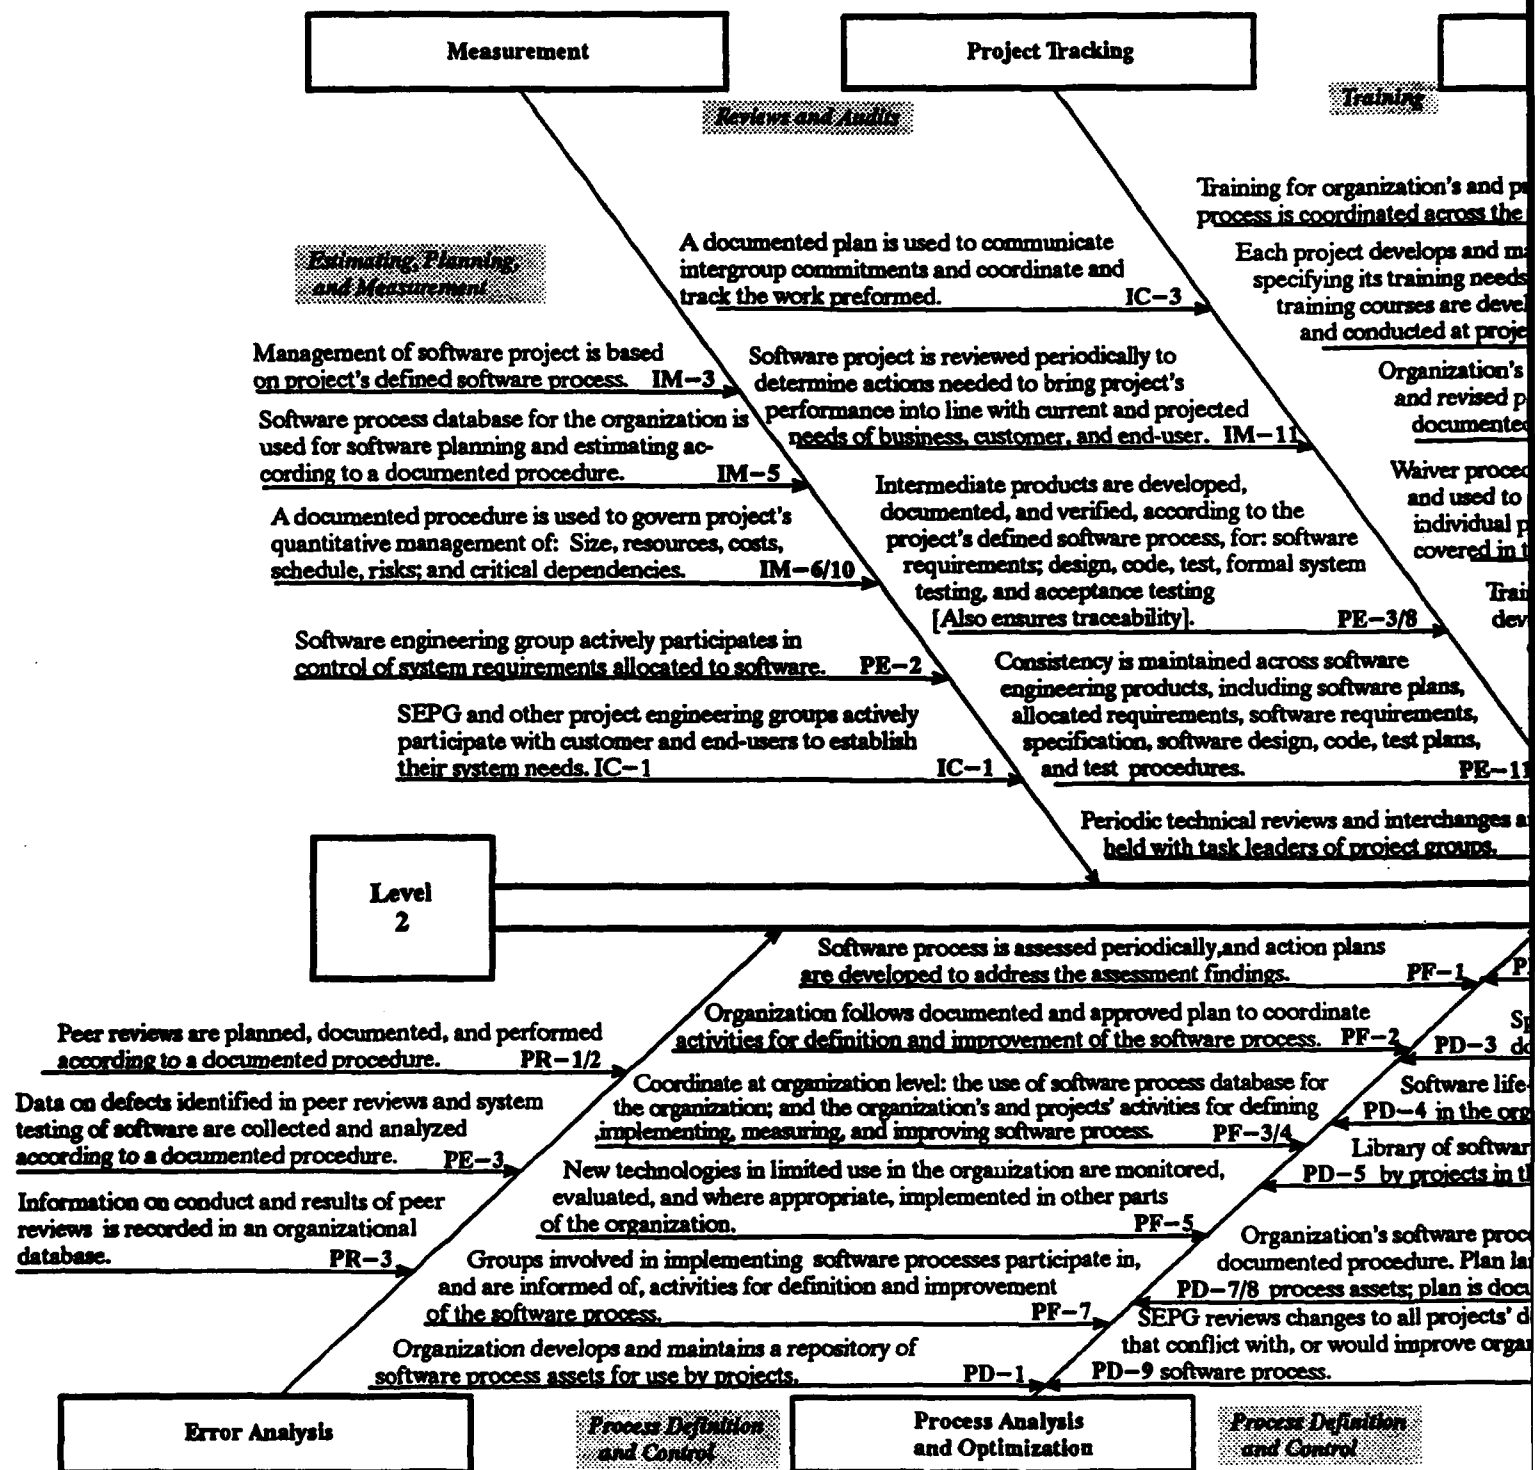 Measurement
Project Tracking
Reviews and Audits
Training
Training for organization's and
process is coordinated across the
A documented plan is used to communicate
intergroup commitments and coordinate and
track the work preformed. IC-3
Each project develops and
specifying its training needs
training courses are
and conducted at
Estimating, Planning,
and Measurement
Management of software project is based
on project's defined software process. IM-3
Software process database for the organization is
used for software planning and estimating ac-
cording to a documented procedure. IM-5
A documented procedure is used to govern project's
quantitative management of: Size, resources, costs,
schedule, risks; and critical dependencies. IM-6/10
Software engineering group actively participates in
control of system requirements allocated to software. PE-2
SEPG and other project engineering groups actively
participate with customer and end-users to establish
their system needs. IC-1 IC-1
Software project is reviewed periodically to
determine actions needed to bring project's
performance into line with current and projected
needs of business, customer, and end-user. IM-11
Intermediate products are developed,
documented, and verified, according to the
project's defined software process, for: software
requirements; design, code, test, formal system
testing, and acceptance testing
[Also ensures traceability]. PE-3/8
Consistency is maintained across software
engineering products, including software plans,
allocated requirements, software requirements,
specification, software design, code, test plans,
and test procedures. PE-11
Periodic technical reviews and interchanges
held with task leaders of project groups.
Organization's
and revised
Waiver
and used to
individual
covered in
Level
2
Software process is assessed periodically,and action plans
are developed to address the assessment findings. PF-1
Organization follows documented and approved plan to coordinate
activities for definition and improvement of the software process. PF-2
Coordinate at organization level: the use of software process database for
the organization; and the organization's and projects' activities for defining
,implementing, measuring, and improving software process. PF-3/4
New technologies in limited use in the organization are monitored,
evaluated, and where appropriate, implemented in other parts
of the organization. PF-5
Groups involved in implementing software processes participate in,
and are informed of, activities for definition and improvement
of the software process. PF-7
Organization develops and maintains a repository of
software process assets for use by projects. PD-1
Peer reviews are planned, documented, and performed
according to a documented procedure. PR-1/2
Data on defects identified in peer reviews and system
testing of software are collected and analyzed
according to a documented procedure. PE-3
Information on conduct and results of peer
reviews is recorded in an organizational
database. PR-3
PD-3
Software
PD-4 in the
Library of
PD-5 by projects in
Organization's software
documented procedure. Plan
PD-7/8 process assets; plan is
SEPG reviews changes to all projects'
that conflict with, or would improve
PD-9 software process.
Error Analysis
Process Definition
and Control
Process Analysis
and Optimization
Process Definition
and Control